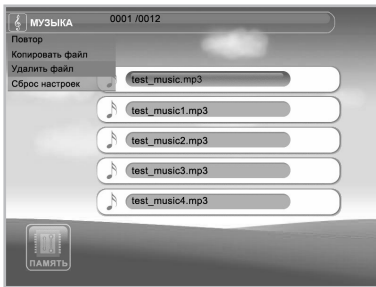 МУЗЫКА 0001 /0012
Повтор
Копировать файл
Удалить файл
Сброс настроек
test_music.mp3
test_music1.mp3
test_music2.mp3
test_music3.mp3
test_music4.mp3
ПАМЯТЬ